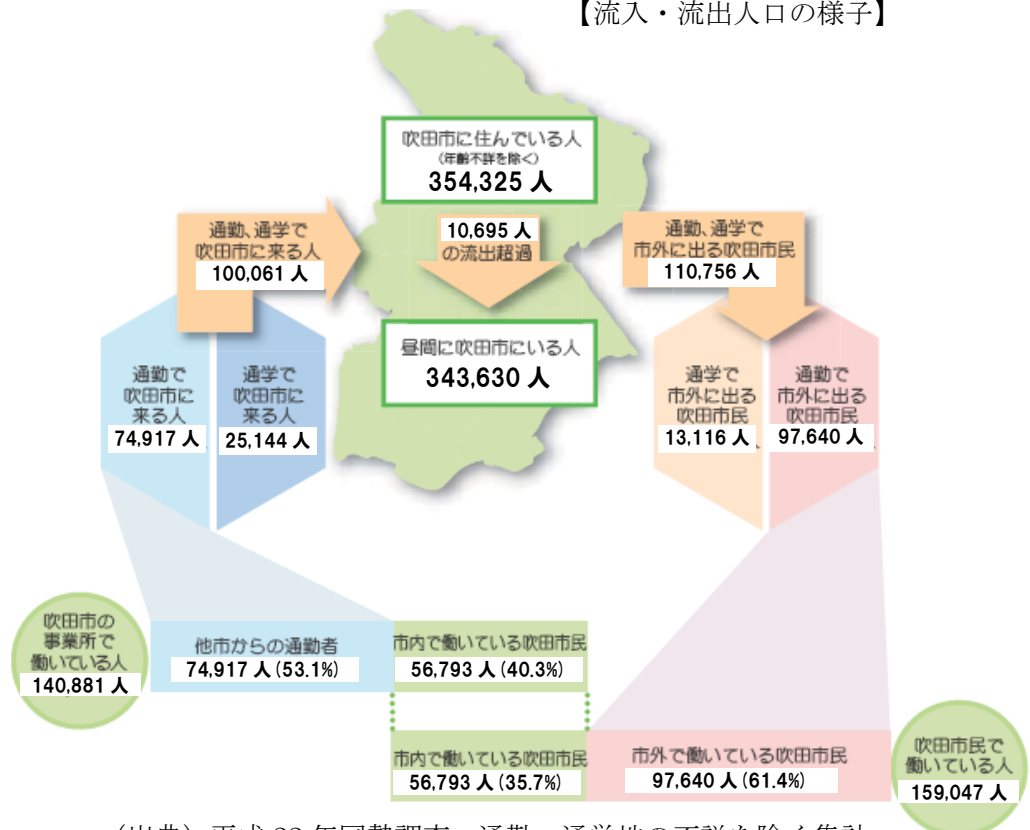 【流入・流出人口の様子】
吹田市に住んでいる人
(年齢不詳を除く)
354,325 人
通勤、通学で
吹田市に来る人
100,061 人
10,695 人
の流出超過
通勤、通学で
市外に出る吹田市民
110,756 人
昼間に吹田市にいる人
343,630 人
通勤で
吹田市に
来る人
74,917 人
通学で
吹田市に
来る人
25,144 人
通学で
市外に出る
吹田市民
13,116 人
通勤で
市外に出る
吹田市民
97,640 人
吹田市の
事業所で
働いている人
140,881 人
他市からの通勤者
74,917 人(53.1%)
市内で働いている吹田市民
56,793 人(40.3%)
市内で働いている吹田市民
56,793 人(35.7%)
市外で働いている吹田市民
97,640 人(61.4%)
吹田市民で
働いている人
159,047 人